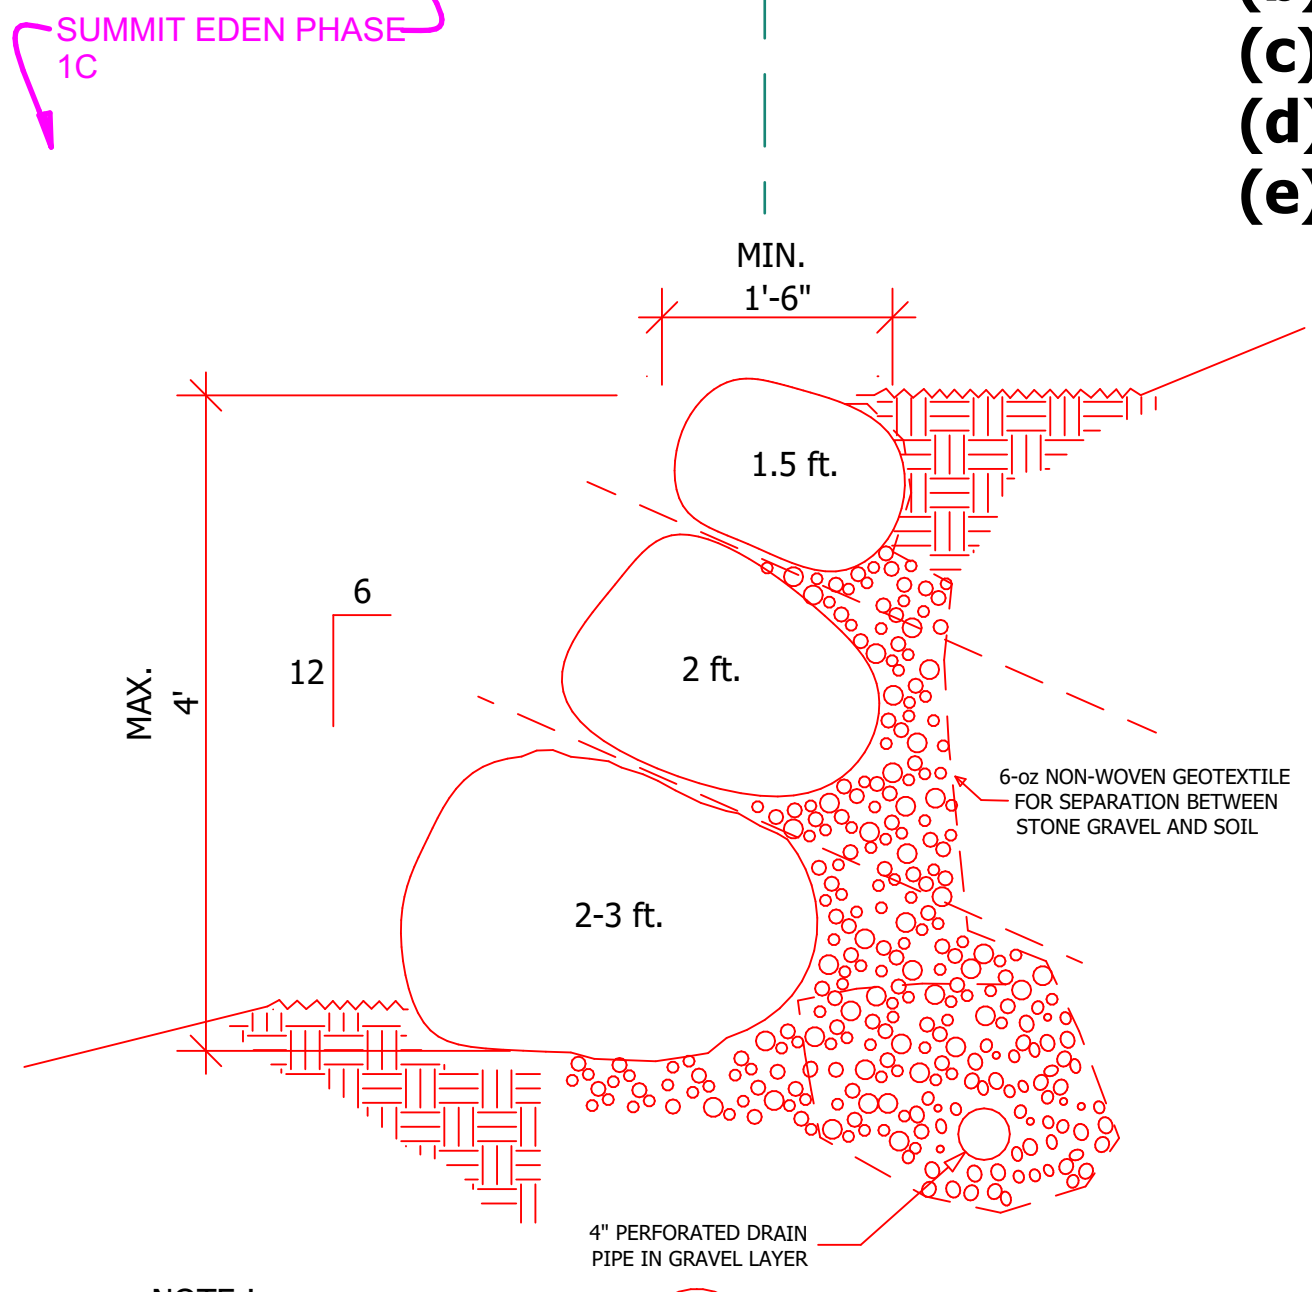 SUMMIT EDEN PHASE
1C
(c)
(d)
(e)
MIN.
1'-6"
1.5 ft.
6
12
2 ft.
MAX.
4'
6-oz NON-WOVEN GEOTEXTILE
FOR SEPARATION BETWEEN
STONE GRAVEL AND SOIL
2-3 ft.
4" PERFORATED DRAIN
PIPE IN GRAVEL LAYER